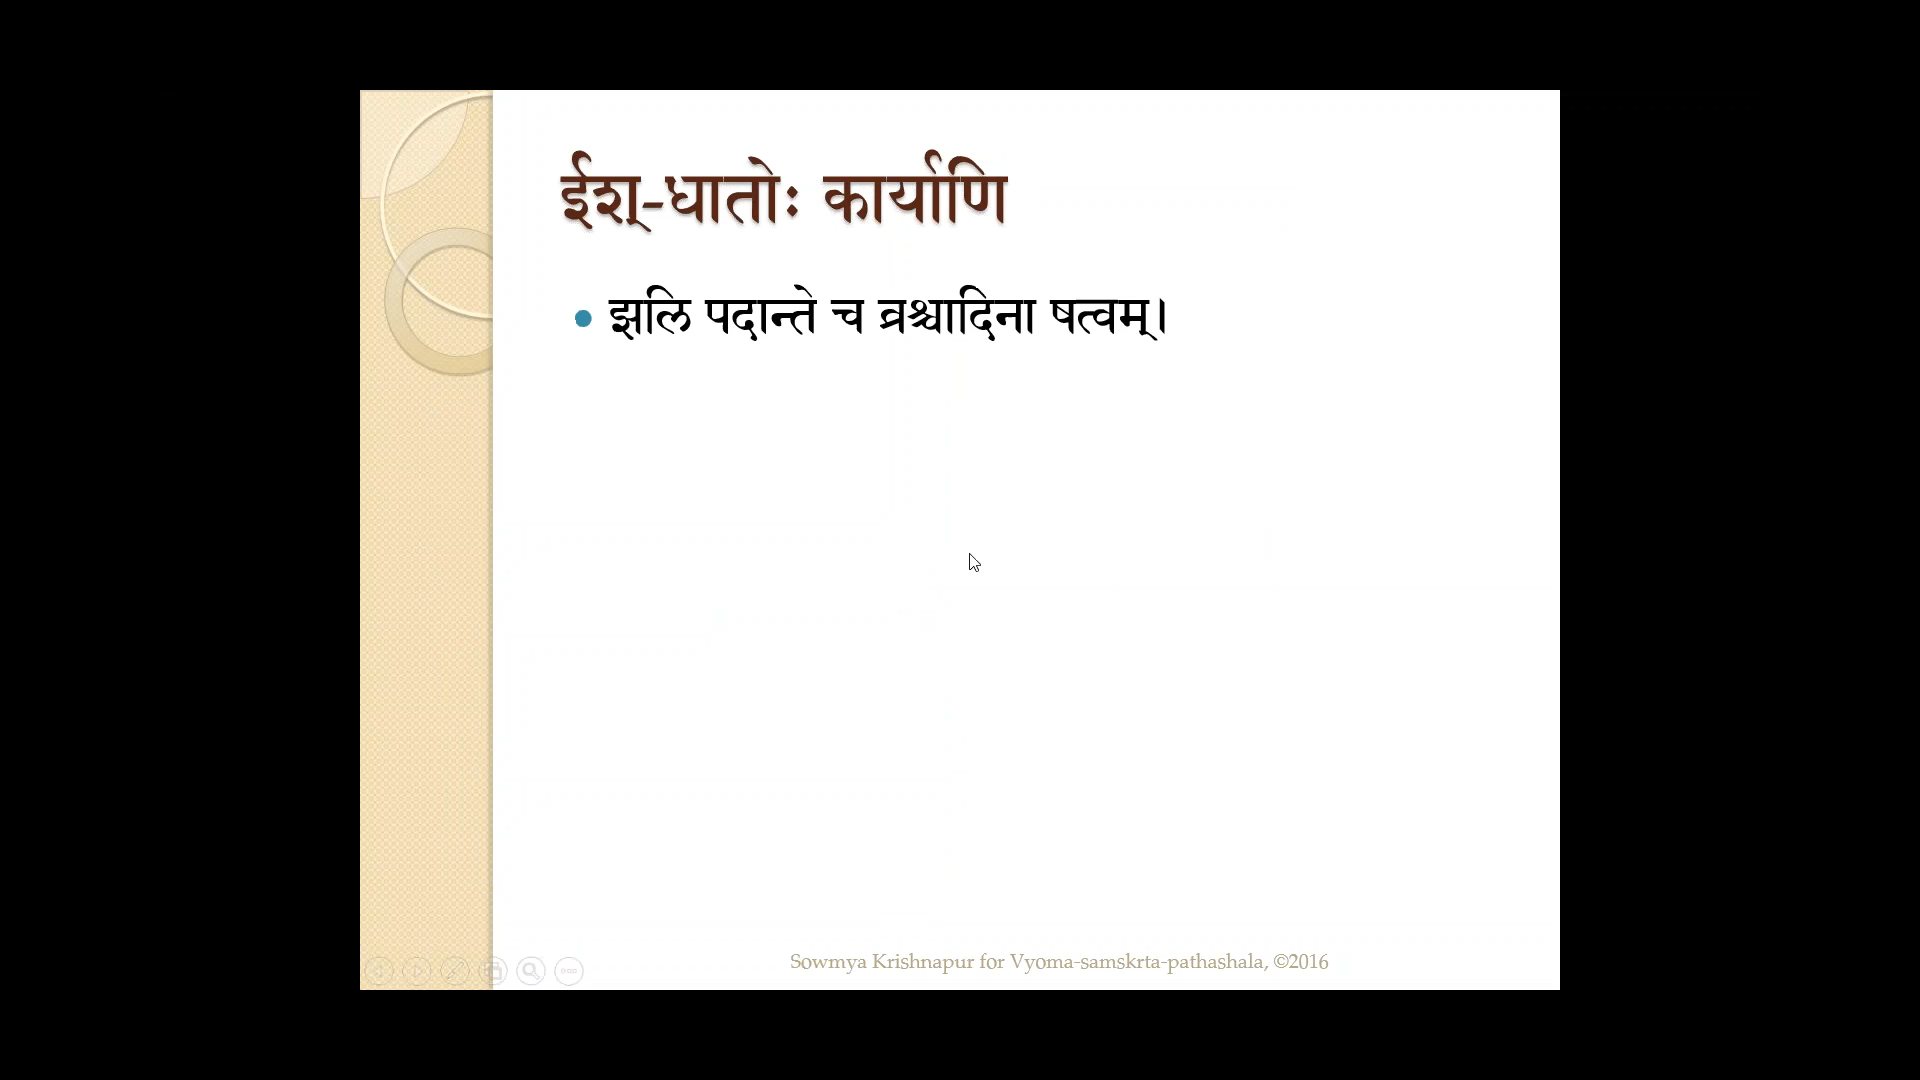 ईश्-धातोः कार्याणि
झलि पदान्ते च व्रश्चादिना षत्वम्।
Sowmya Krishnapur for Vyoma-samskrta-pathashala, ©2016